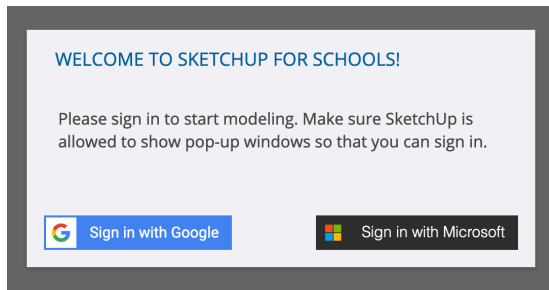 WELCOME TO SKETCHUP FOR SCHOOLS!
Please sign in to start modeling. Make sure SketchUp is
allowed to show pop-up windows so that you can sign in.
Sign in with Google
Sign in with Microsoft